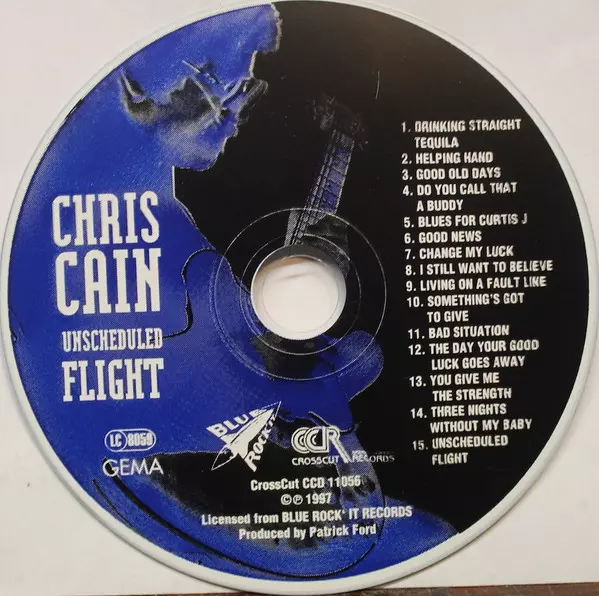 CHRIS
CAIN
UNSCHEDULED
FLIGHT
1. DRINKING STRAIGHT
TEQUILA
2. HELPING HAND
3. GOOD OLD DAYS
4. DO YOU CALL THAT
A BUDDY
5. BLUES FOR CURTIS J
6. GOOD NEWS
7. CHANGE MY LUCK
8. I STILL WANT TO BELIEVE
9. LIVING ON A FAULT LIKE
10. SOMETHING'S GOT
TO GIVE
11. BAD SITUATION
12. THE DAY YOUR GOOD
LUCK GOES AWAY
13. YOU GIVE ME
THE STRENGTH
14. THREE NIGHTS
WITHOUT MY BABY
15. UNSCHEDULED
FLIGHT
LC 8059
GEMA
BLUE
ROCK'IT
CCR
CROSSCUT RECORDS
CrossCut CCD 11056
©℗ 1997
Licensed from BLUE ROCK' IT RECORDS
Produced by Patrick Ford